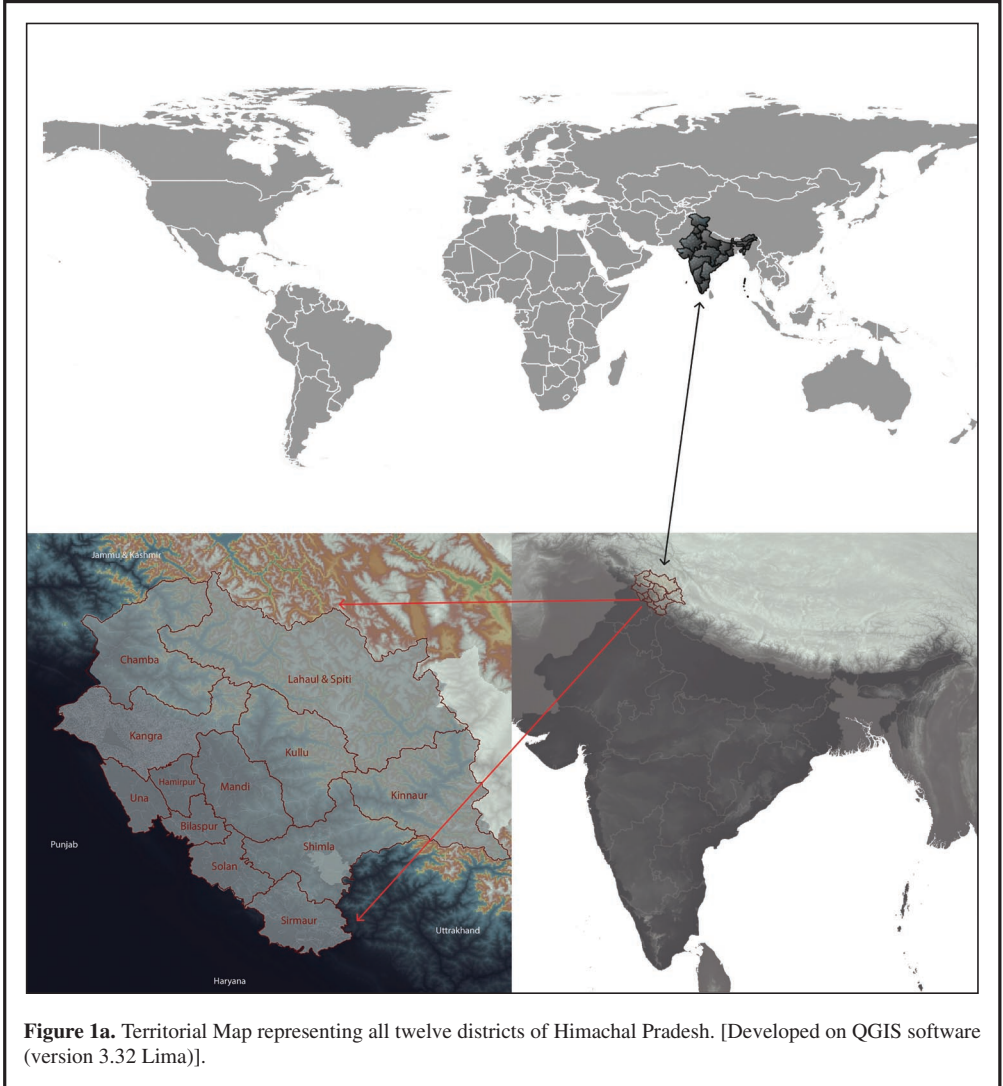 Jammu & Kashmir
Chamba
Lahaul & Spiti
Kangra
Kullu
Hamirpur
Mandi
Una
Kinnaur
Bilaspur
Shimla
Punjab
Solan
Sirmaur
Uttrakhand
Haryana
Figure 1a. Territorial Map representing all twelve districts of Himachal Pradesh. [Developed on QGIS software
(version 3.32 Lima)].